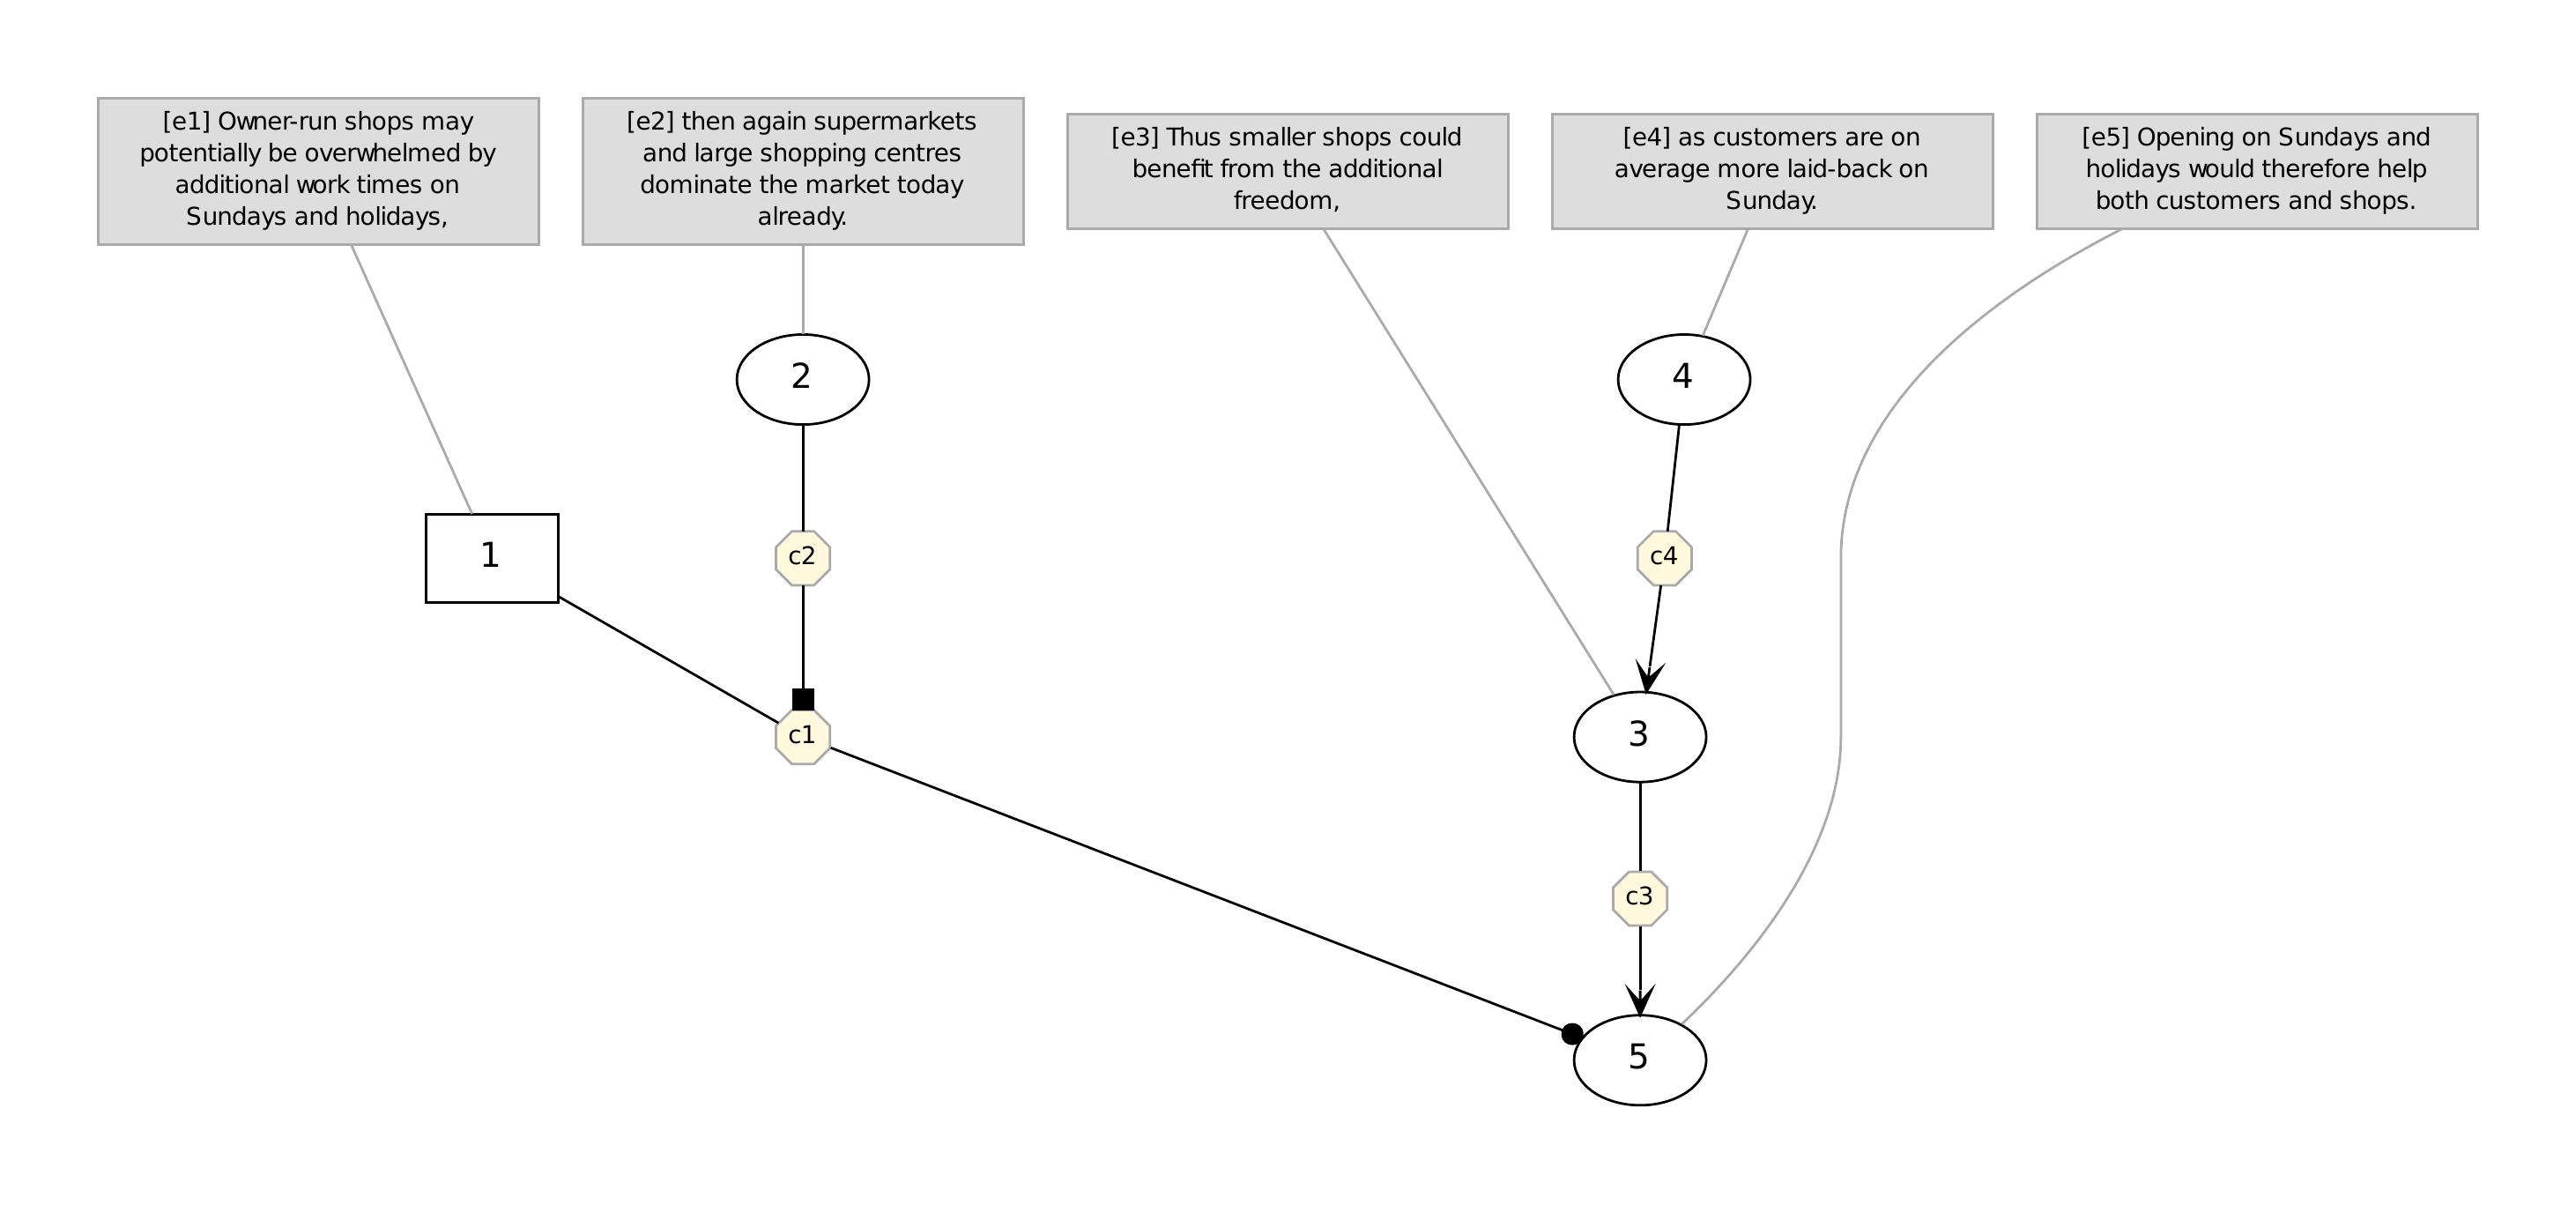 [e1] Owner-run shops may
potentially be overwhelmed by
additional work times on
Sundays and holidays,
[e2] then again supermarkets
and large shopping centres
dominate the market today
already.
[e3] Thus smaller shops could
benefit from the additional
freedom,
[e4] as customers are on
average more laid-back on
Sunday.
[e5] Opening on Sundays and
holidays would therefore help
both customers and shops.
2
4
1
c2
c4
c1
3
c3
5